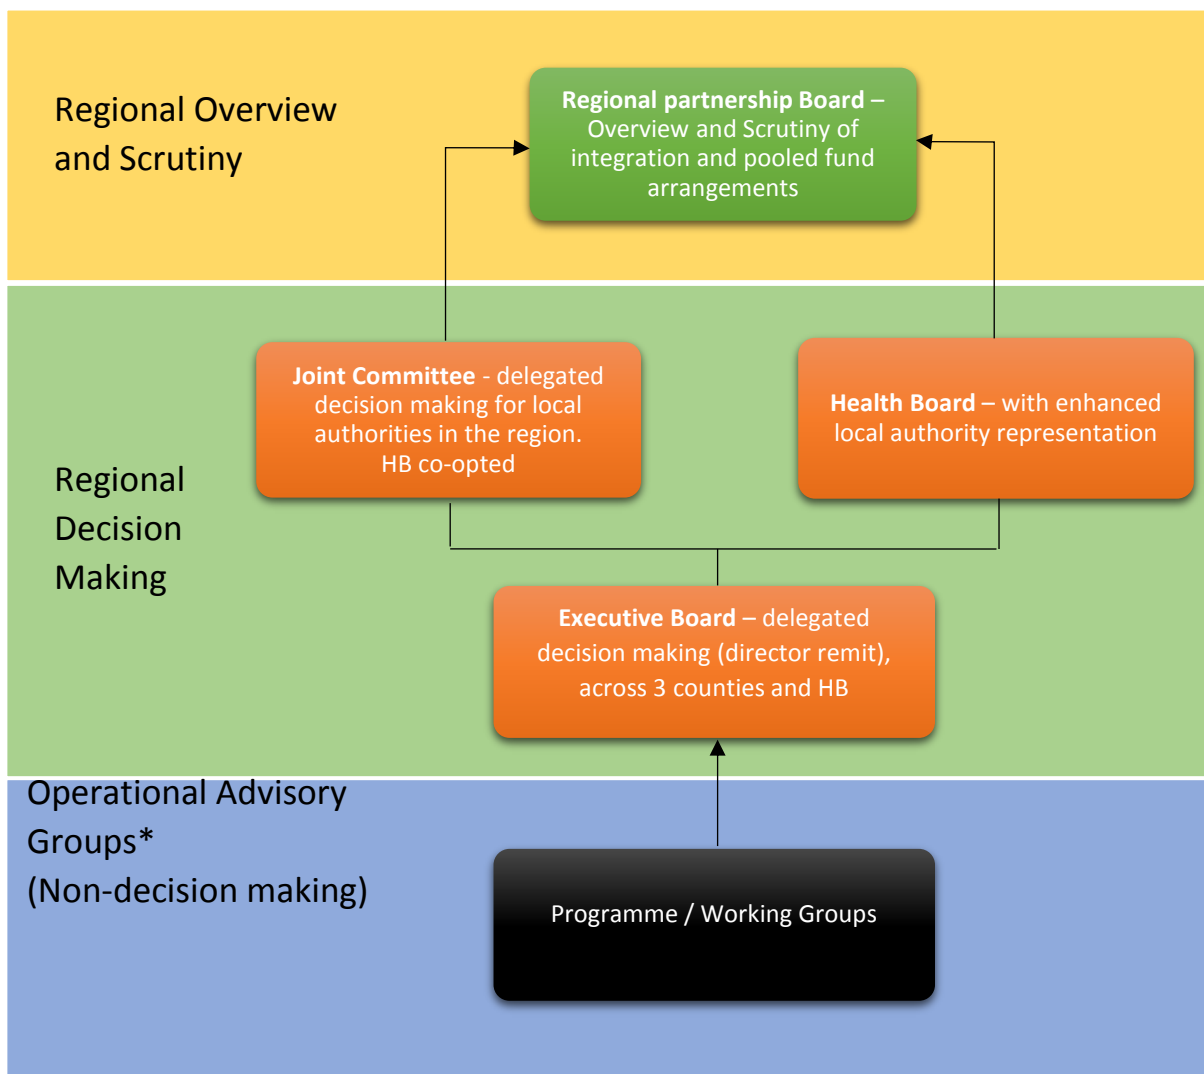 Regional Overview
and Scrutiny
Regional partnership Board –
Overview and Scrutiny of
integration and pooled fund
arrangements
Regional
Decision
Making
Joint Committee - delegated
decision making for local
authorities in the region.
HB co-opted
Health Board – with enhanced
local authority representation
Executive Board – delegated
decision making (director remit),
across 3 counties and HB
Operational Advisory
Groups*
(Non-decision making)
Programme / Working Groups